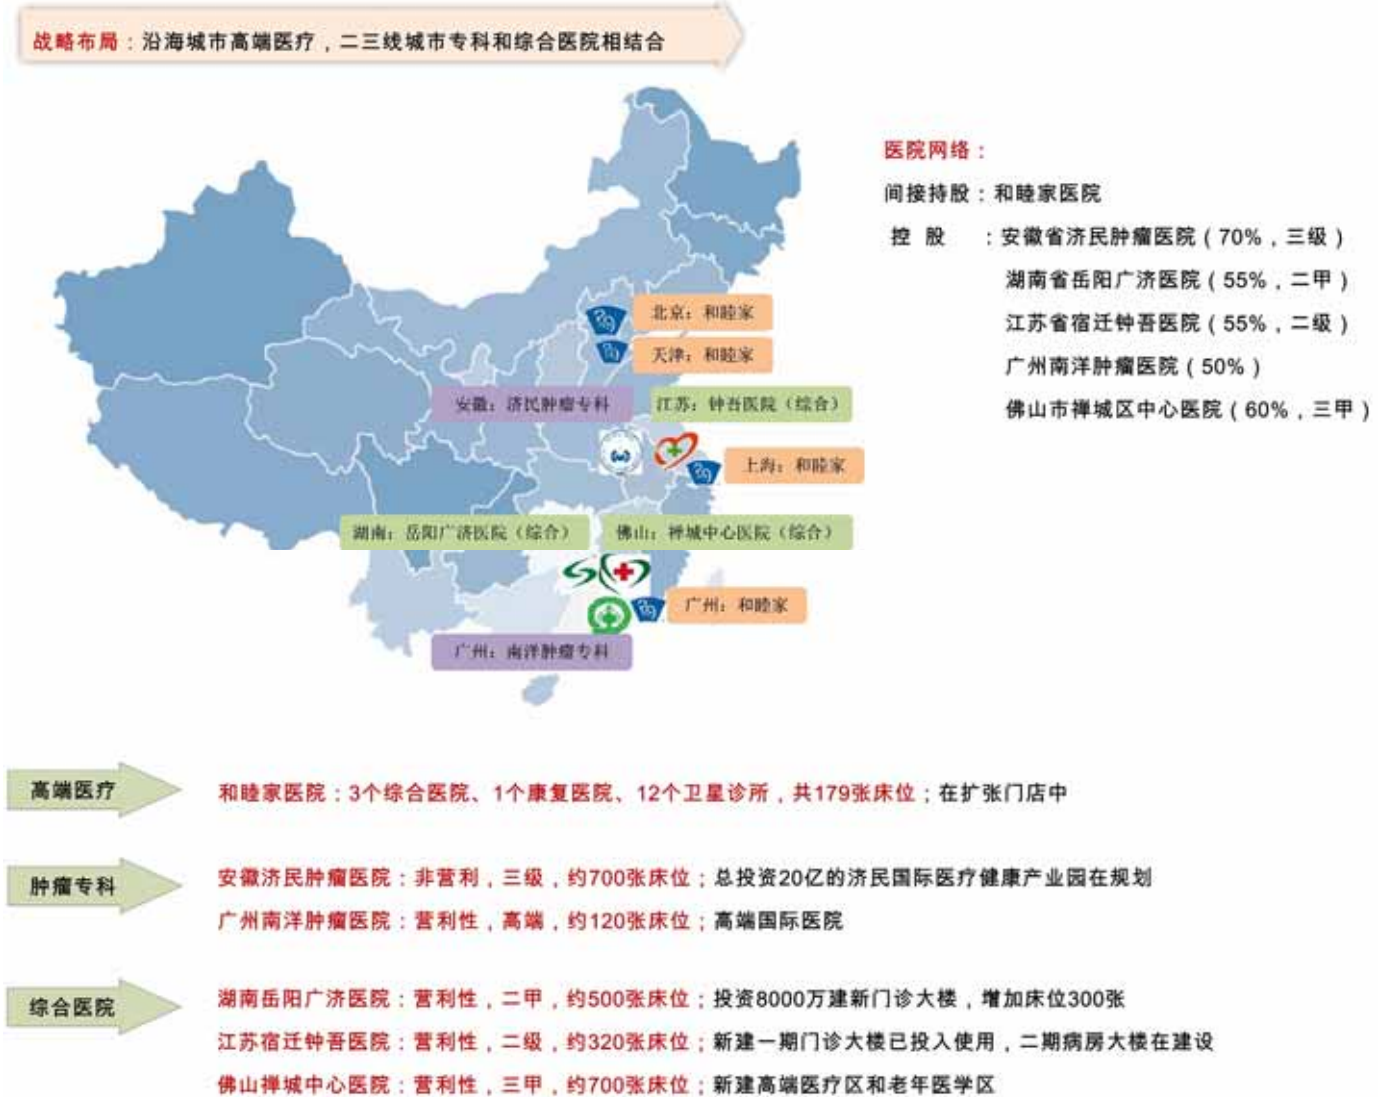 战略布局：沿海城市高端医疗，二三线城市专科和综合医院相结合
医院网络：
间接持股：和睦家医院
控 股 ：安徽省济民肿瘤医院（70%，三级）
湖南省岳阳广济医院（55%，二甲）
江苏省宿迁钟吾医院（55%，二级）
广州南洋肿瘤医院（50%）
佛山市禅城区中心医院（60%，三甲）
北京：和睦家
天津：和睦家
安徽：济民肿瘤专科
江苏：钟吾医院（综合）
上海：和睦家
湖南：岳阳广济医院（综合）
佛山：禅城中心医院（综合）
广州：和睦家
广州：南洋肿瘤专科
高端医疗
和睦家医院：3个综合医院、1个康复医院、12个卫星诊所，共179张床位；在扩张门店中
肿瘤专科
安徽济民肿瘤医院：非营利，三级，约700张床位；总投资20亿的济民国际医疗健康产业园在规划
广州南洋肿瘤医院：营利性，高端，约120张床位；高端国际医院
综合医院
湖南岳阳广济医院：营利性，二甲，约500张床位；投资8000万建新门诊大楼，增加床位300张
江苏宿迁钟吾医院：营利性，二级，约320张床位；新建一期门诊大楼已投入使用，二期病房大楼在建设
佛山禅城中心医院：营利性，三甲，约700张床位；新建高端医疗区和老年医学区